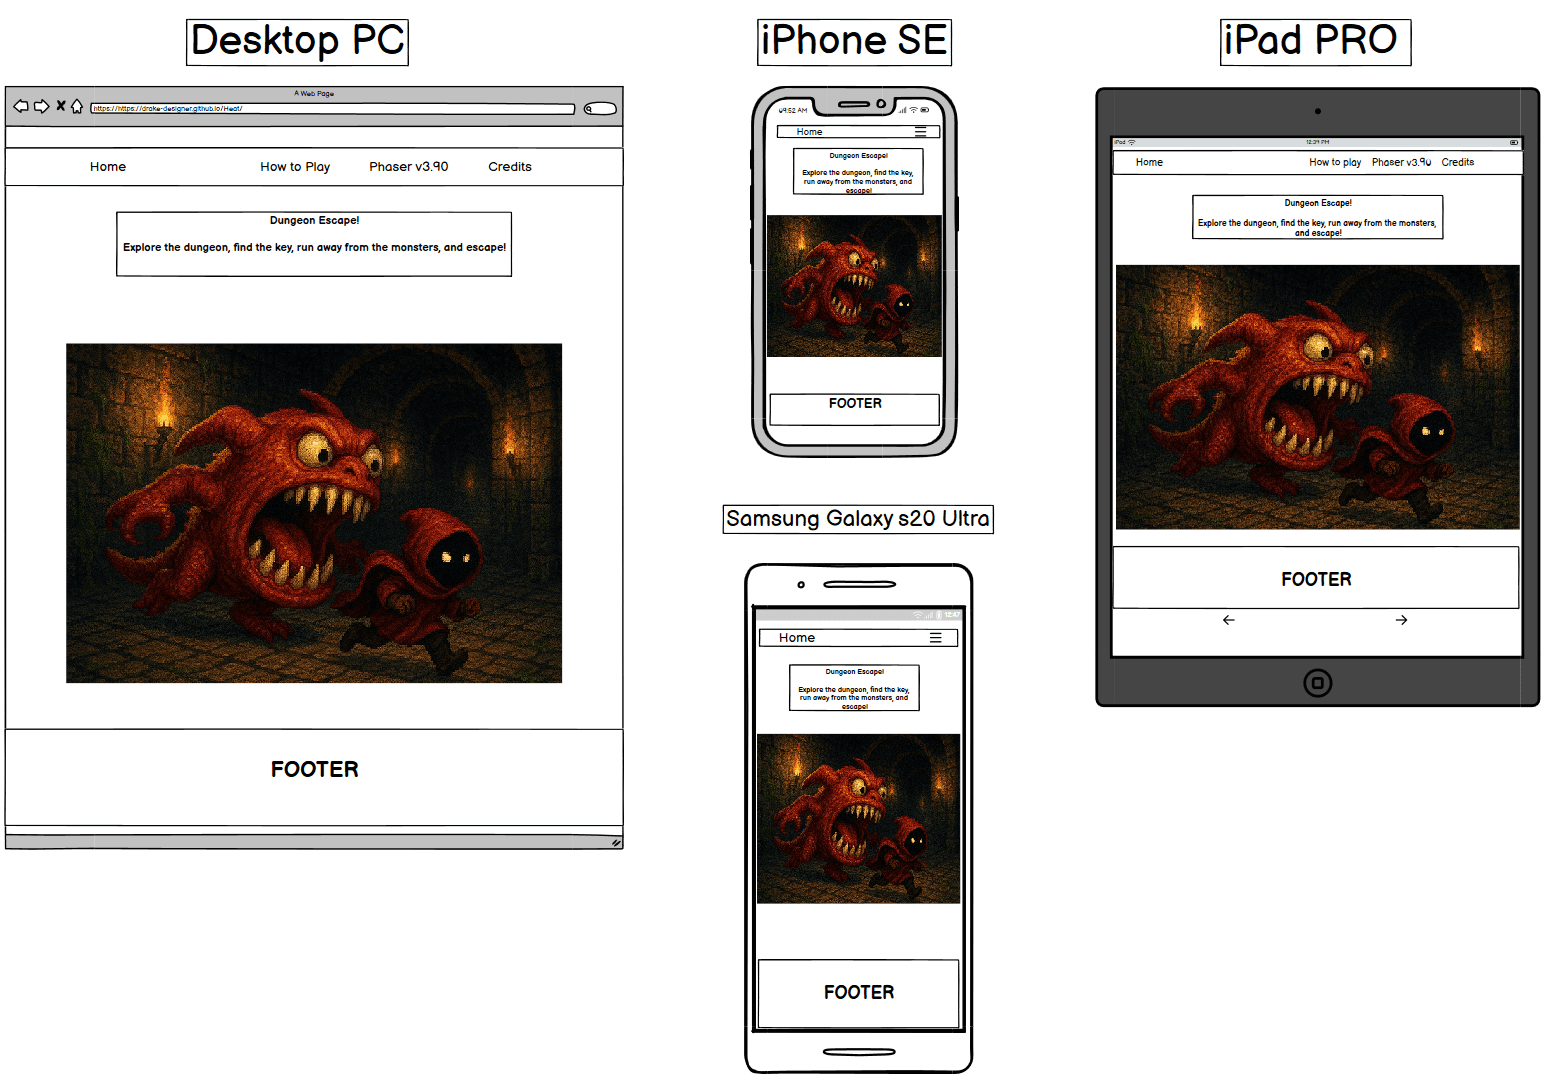 Desktop PC
A Web Page
https://https://drake-designer.github.io/Heat/
Home How to Play Phaser v3.90 Credits
Dungeon Escape!
Explore the dungeon, find the key, run away from the monsters, and escape!
FOOTER
iPhone SE
09:52 AM
Home
Dungeon Escape!
Explore the dungeon, find the key,
run away from the monsters, and
escape!
FOOTER
Samsung Galaxy s20 Ultra
Home
Dungeon Escape!
Explore the dungeon, find the key,
run away from the monsters, and
escape!
FOOTER
iPad PRO
iPad 12:39 PM
Home How to play Phaser v3.90 Credits
Dungeon Escape!
Explore the dungeon, find the key, run away from the monsters,
and escape!
FOOTER